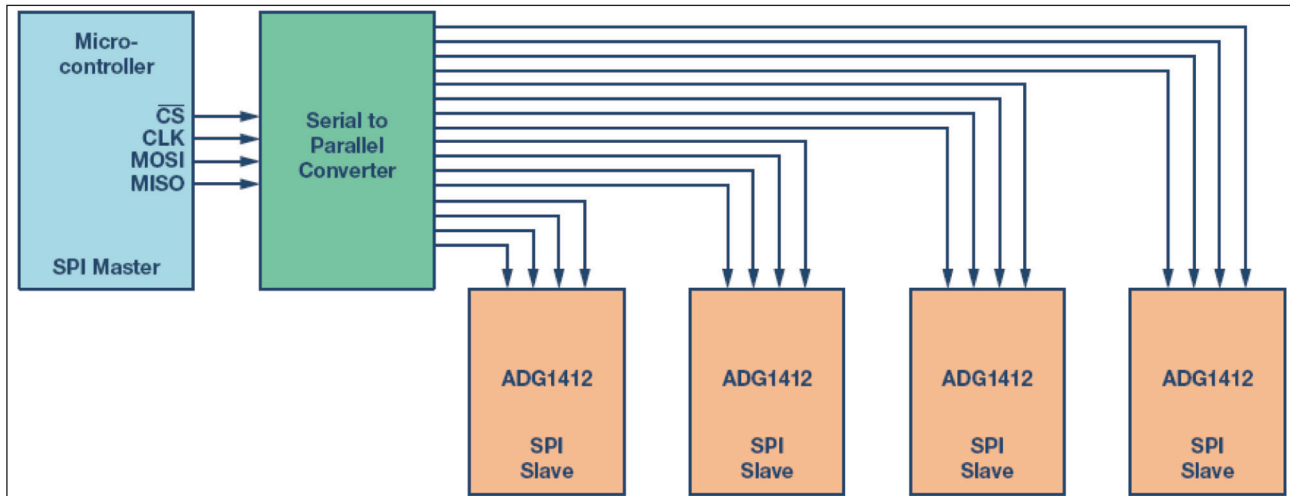 Micro-
controller
C̅S̅
CLK
MOSI
MISO
SPI Master
Serial to
Parallel
Converter
ADG1412
SPI
Slave
ADG1412
SPI
Slave
ADG1412
SPI
Slave
ADG1412
SPI
Slave